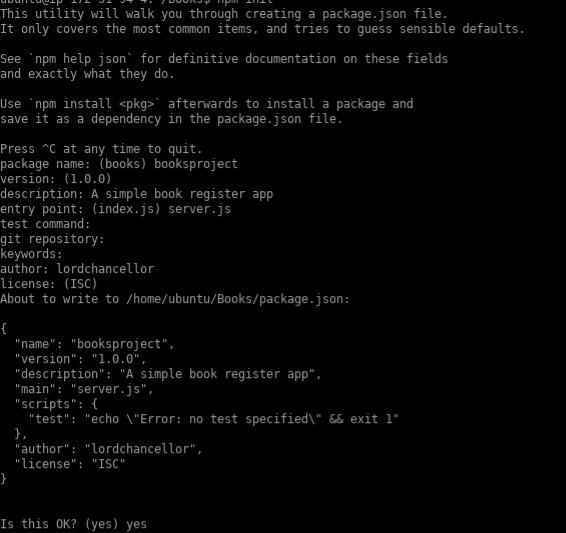 This utility will walk you through creating a package.json file.
It only covers the most common items, and tries to guess sensible defaults.
See `npm help json` for definitive documentation on these fields
and exactly what they do.
Use `npm install <pkg>` afterwards to install a package and
save it as a dependency in the package.json file.
Press ^C at any time to quit.
package name: (books) booksproject
version: (1.0.0)
description: A simple book register app
entry point: (index.js) server.js
test command:
git repository:
keywords:
author: lordchancellor
license: (ISC)
About to write to /home/ubuntu/Books/package.json:
{
  "name": "booksproject",
  "version": "1.0.0",
  "description": "A simple book register app",
  "main": "server.js",
  "scripts": {
    "test": "echo \"Error: no test specified\" && exit 1"
  },
  "author": "lordchancellor",
  "license": "ISC"
}
Is this OK? (yes) yes